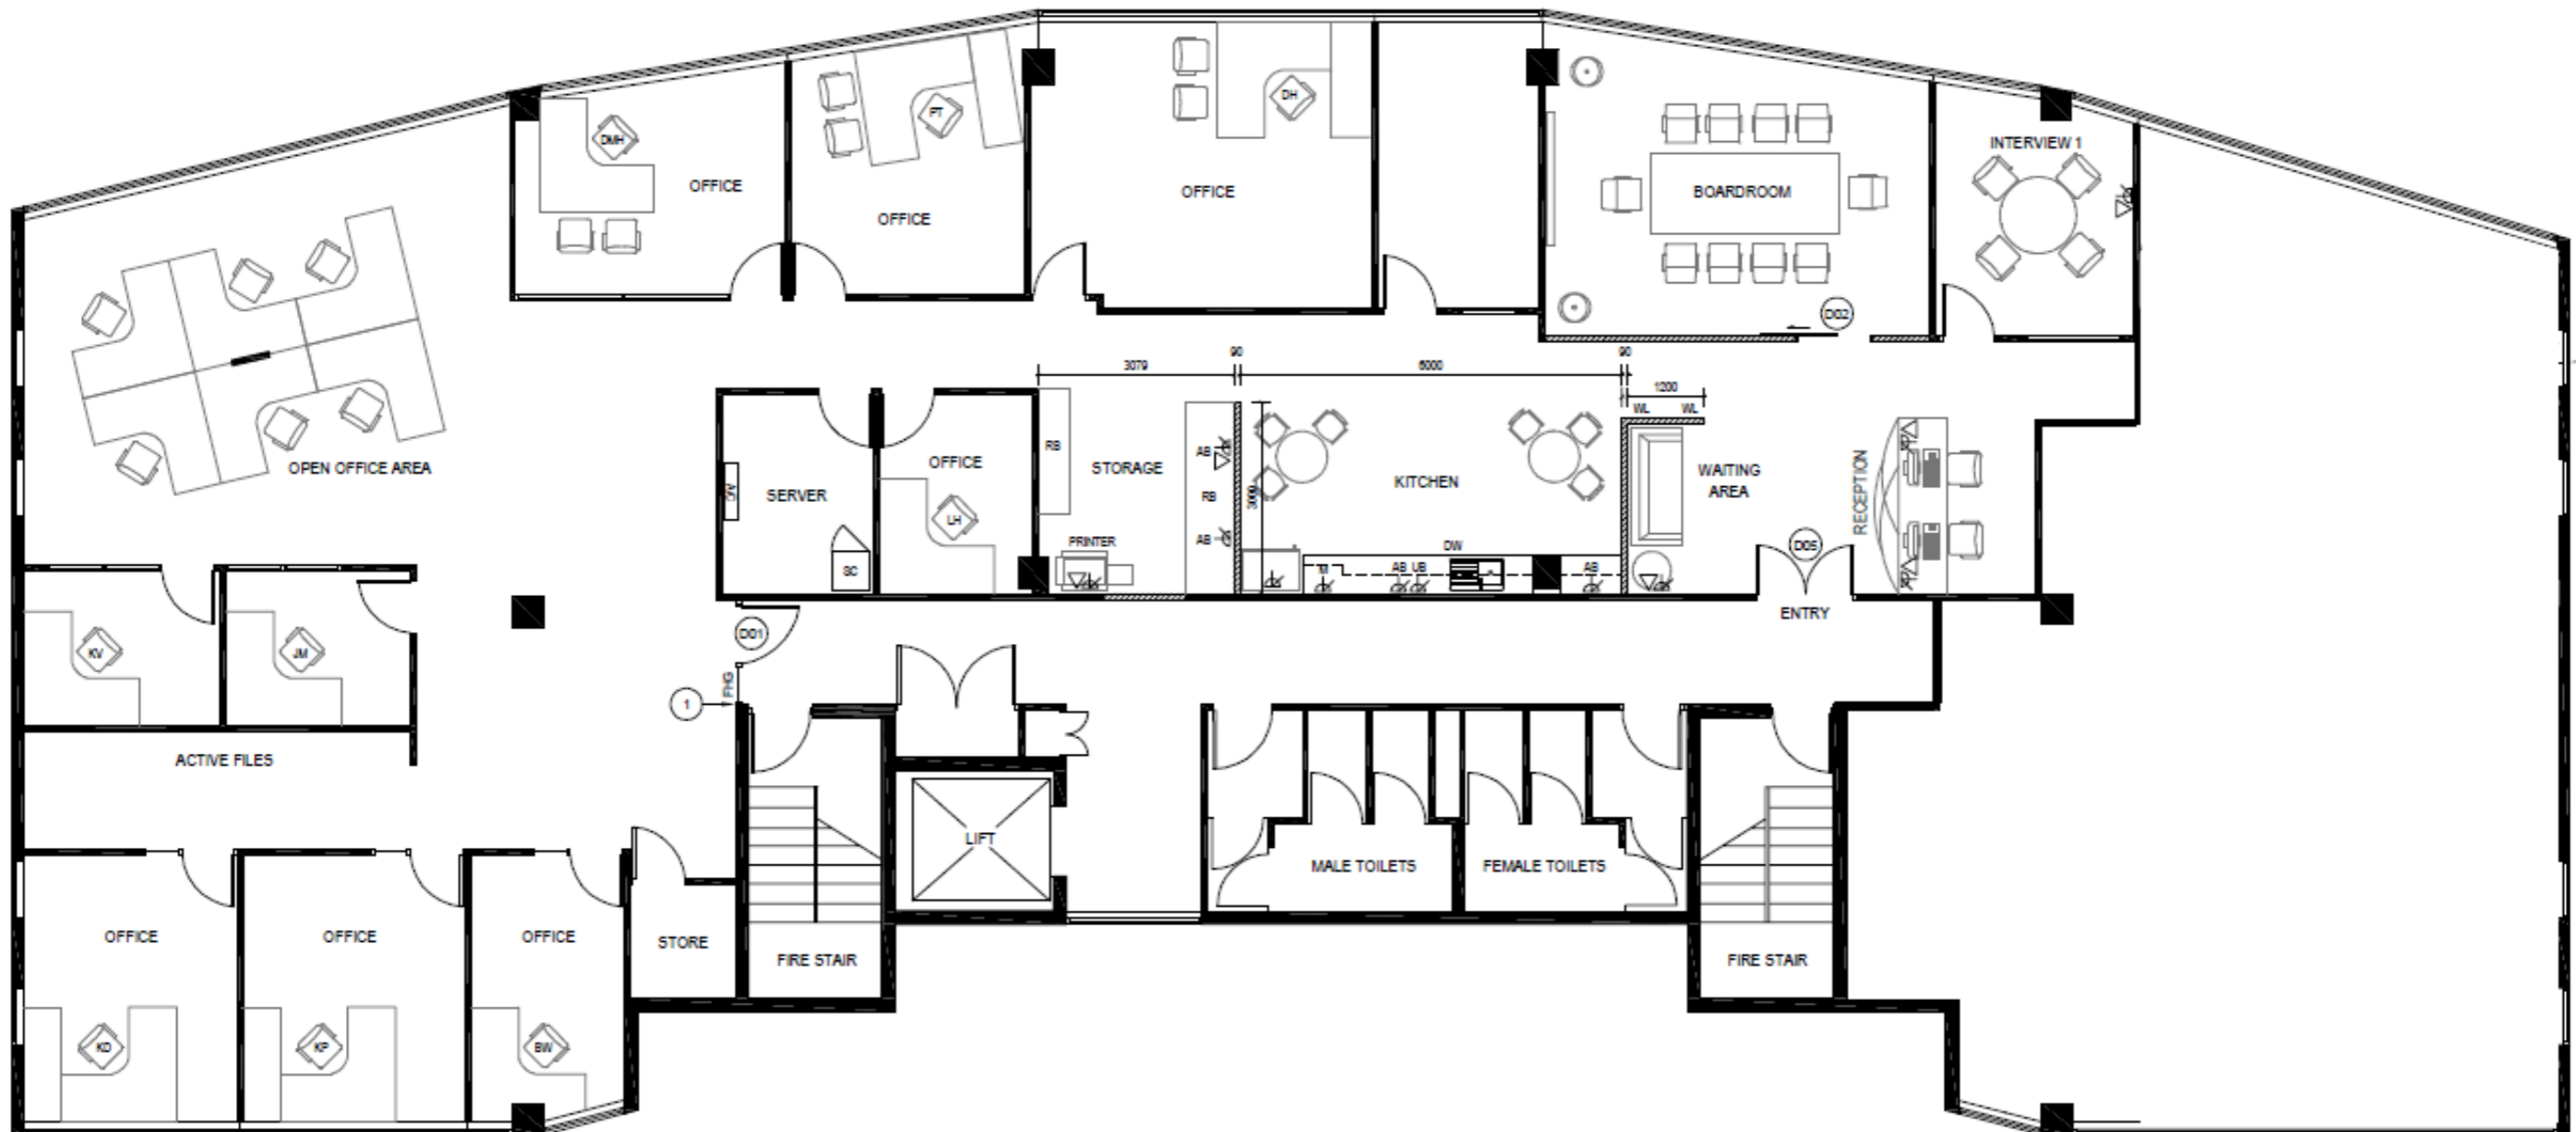 DMH
OFFICE
PT
OFFICE
DH
OFFICE
BOARDROOM
INTERVIEW 1
D02
OPEN OFFICE AREA
3079
90
6000
90
1200
WL
WL
A/C
SERVER
SC
OFFICE
LH
RB
STORAGE
PRINTER
AB
RB
AB
3000
KITCHEN
DW
M
AB
UB
AB
WAITING
AREA
RECEPTION
D05
ENTRY
KV
JM
D01
1
FHG
ACTIVE FILES
LIFT
MALE TOILETS
FEMALE TOILETS
OFFICE
KD
OFFICE
KP
OFFICE
BW
STORE
FIRE STAIR
FIRE STAIR